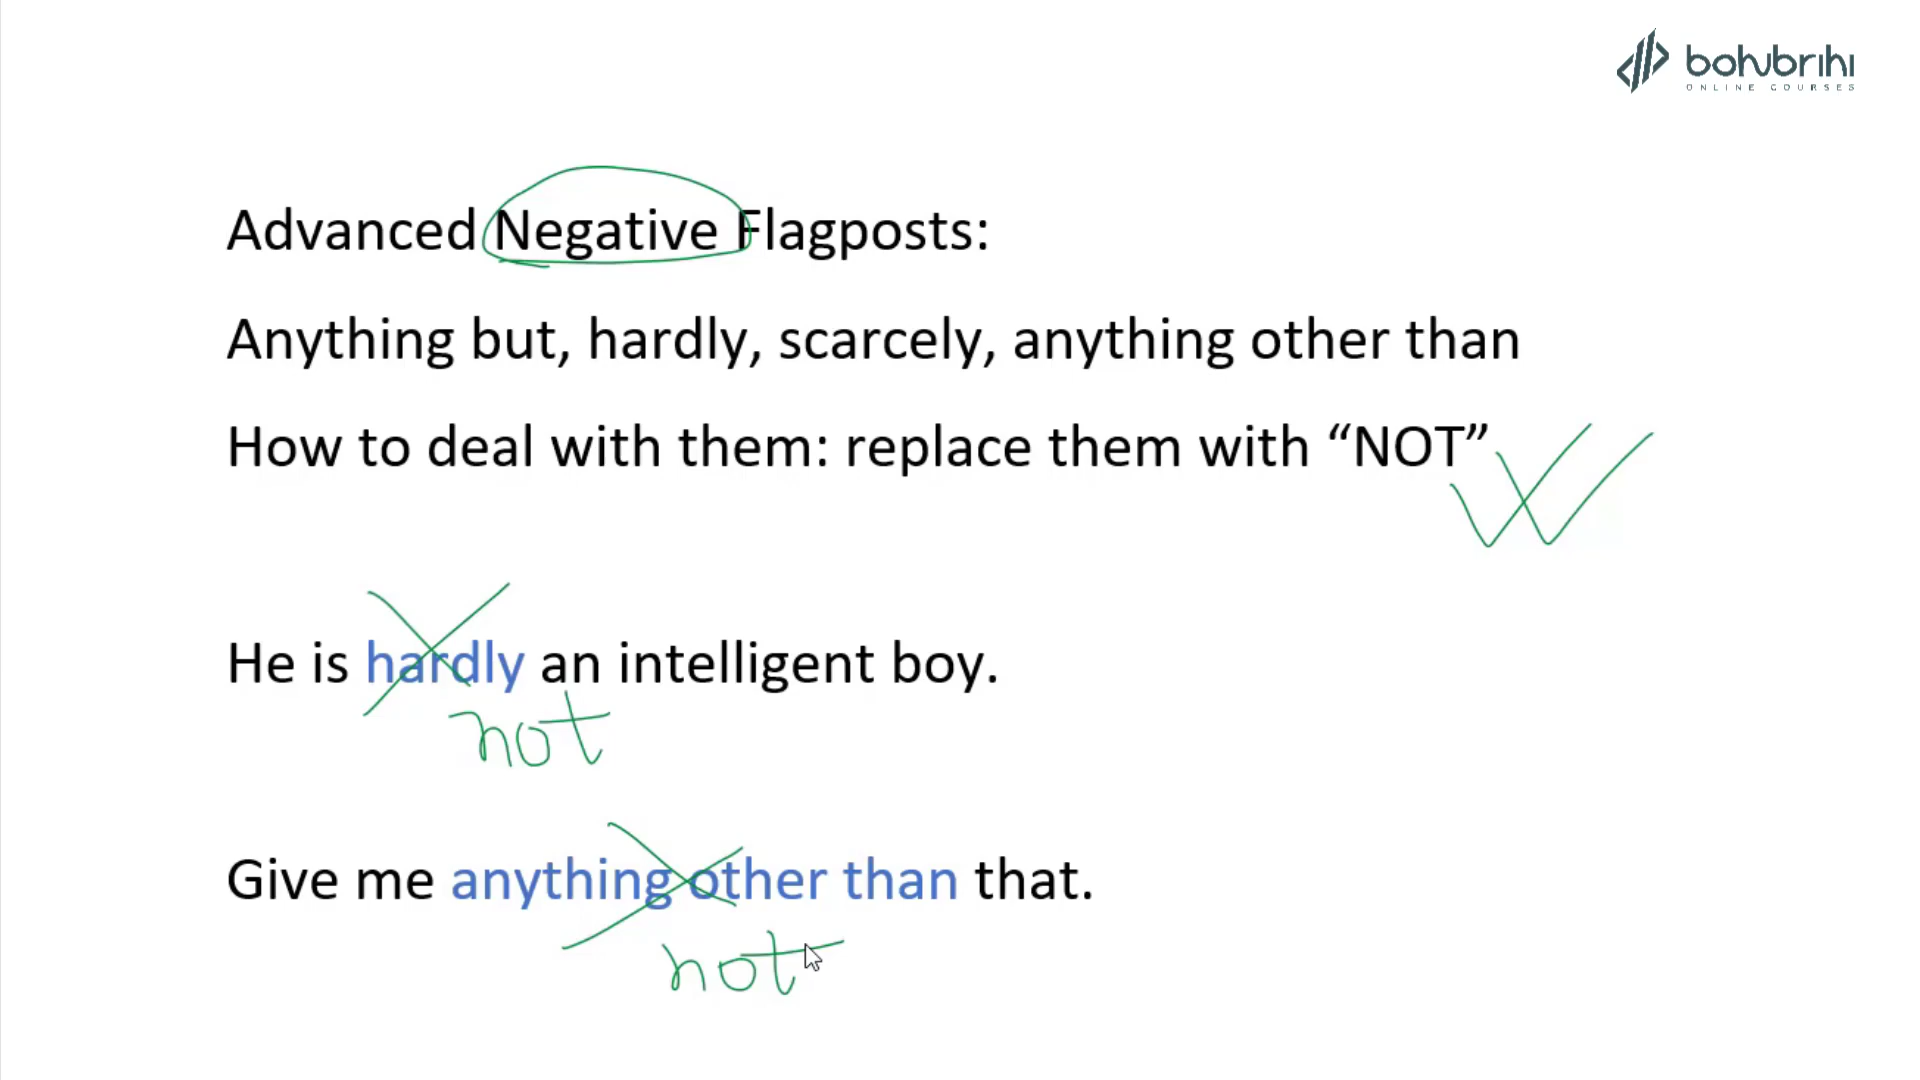 bohubrihi
ONLINE COURSES
Advanced Negative Flagposts:
Anything but, hardly, scarcely, anything other than
How to deal with them: replace them with “NOT”
He is hardly an intelligent boy.
not
Give me anything other than that.
not